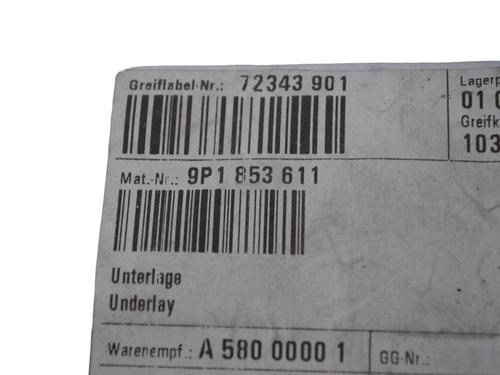 Greiflabel-Nr.: 72343 901
Lagerp
01 0
Greifk
103
Mat.-Nr.: 9P1 853 611
Unterlage
Underlay
Warenempf.: A 580 0000 1
GG-Nr.: